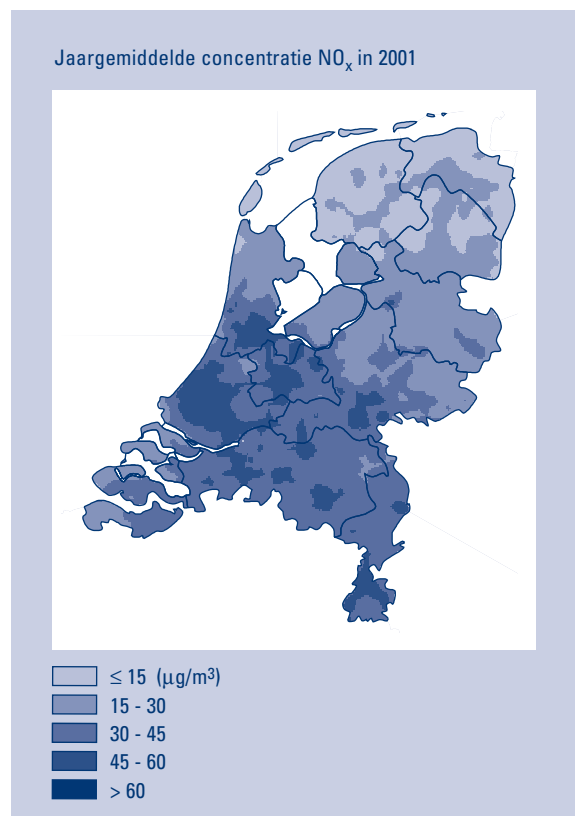 Jaargemiddelde concentratie NOₓ in 2001
≤ 15 (µg/m³)
15 - 30
30 - 45
45 - 60
> 60